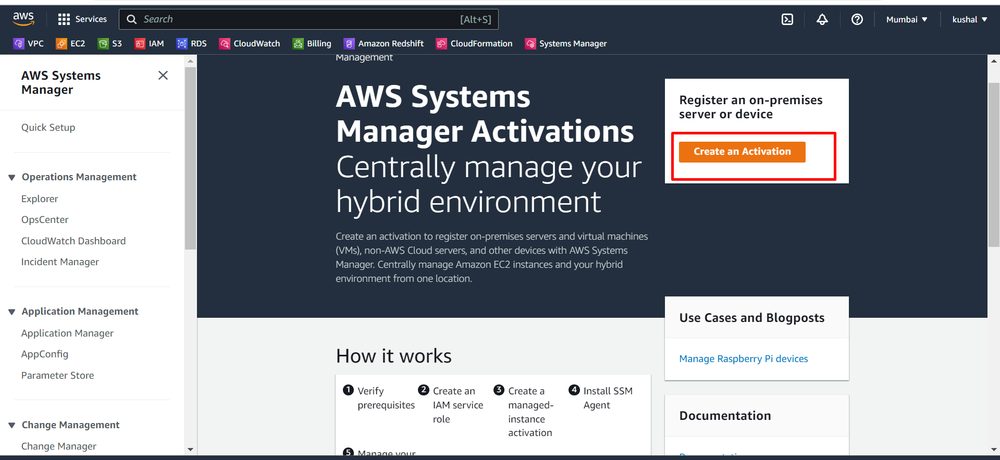 aws
Services
Search
[Alt+S]
Mumbai
kushal
VPC
EC2
S3
IAM
RDS
CloudWatch
Billing
Amazon Redshift
CloudFormation
Systems Manager
AWS Systems
Manager
Quick Setup
Operations Management
Explorer
OpsCenter
CloudWatch Dashboard
Incident Manager
Application Management
Application Manager
AppConfig
Parameter Store
Change Management
Change Manager
Management
AWS Systems
Manager Activations
Centrally manage your
hybrid environment
Create an activation to register on-premises servers and virtual machines
(VMs), non-AWS Cloud servers, and other devices with AWS Systems
Manager. Centrally manage Amazon EC2 instances and your hybrid
environment from one location.
Register an on-premises
server or device
Create an Activation
How it works
1 Verify
prerequisites
2 Create an
IAM service
role
3 Create a
managed-
instance
activation
4 Install SSM
Agent
5 Manage your
Use Cases and Blogposts
Manage Raspberry Pi devices
Documentation